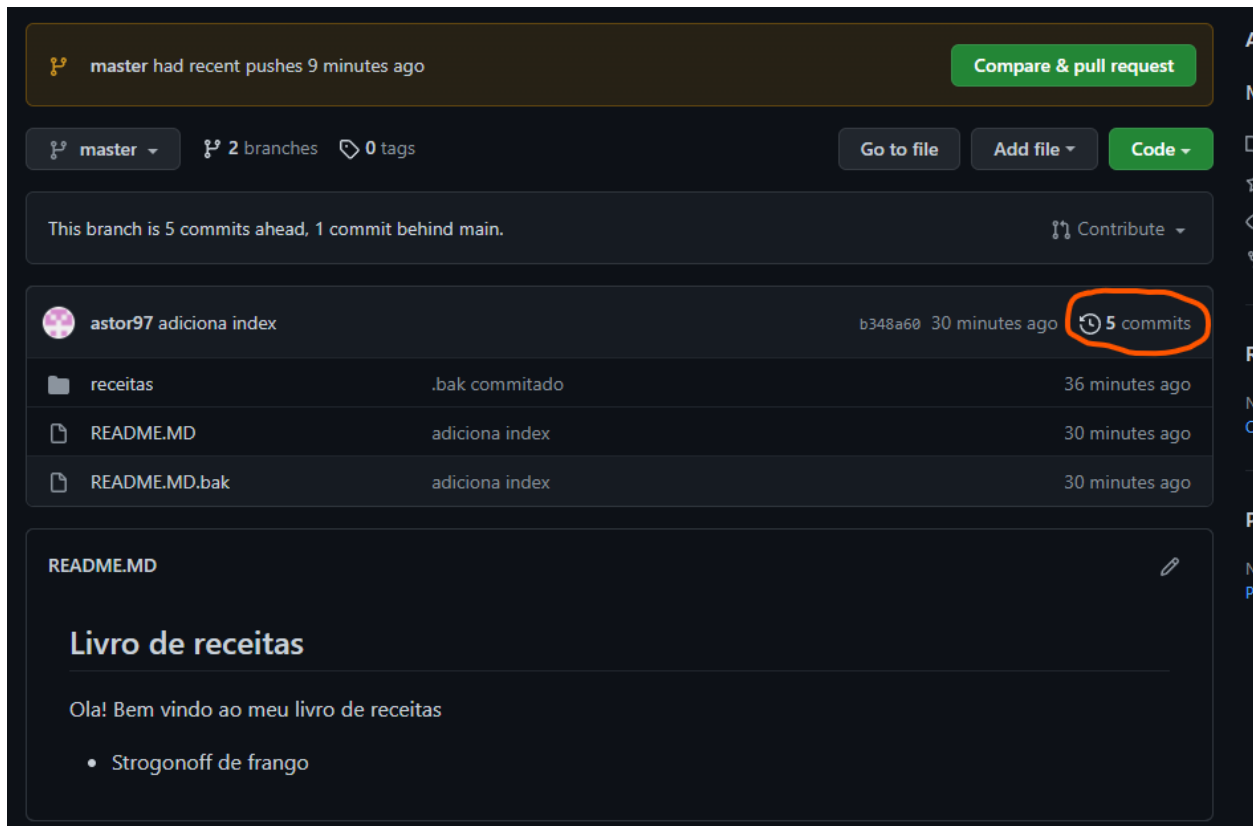 master had recent pushes 9 minutes ago Compare & pull request
master 2 branches 0 tags Go to file Add file Code
This branch is 5 commits ahead, 1 commit behind main. Contribute
astor97 adiciona index b348a60 30 minutes ago 5 commits
receitas .bak commitado 36 minutes ago
README.MD adiciona index 30 minutes ago
README.MD.bak adiciona index 30 minutes ago
README.MD
Livro de receitas
Ola! Bem vindo ao meu livro de receitas
Strogonoff de frango